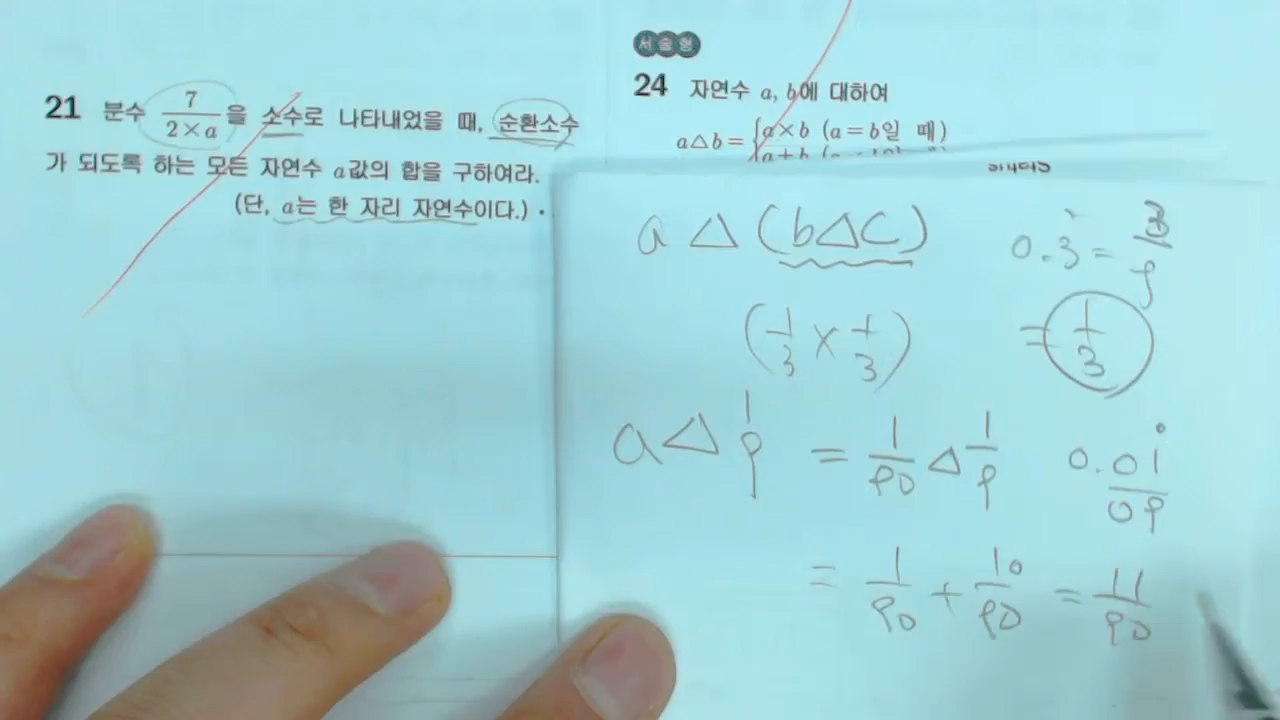 21 분수 7/(2×a)을 소수로 나타내었을 때, 순환소수
가 되도록 하는 모든 자연수 a값의 합을 구하여라.
(단, a는 한 자리 자연수이다.)
서술형
24 자연수 a, b에 대하여
a△b={a×b (a=b일 때)
a△(b△c)
(1/3 × 1/3)
a△1/9 = 1/90 △ 1/9
= 1/90 + 10/90 = 11/90
0.3̇ = 3/9
= 1/3
0.01̇
09